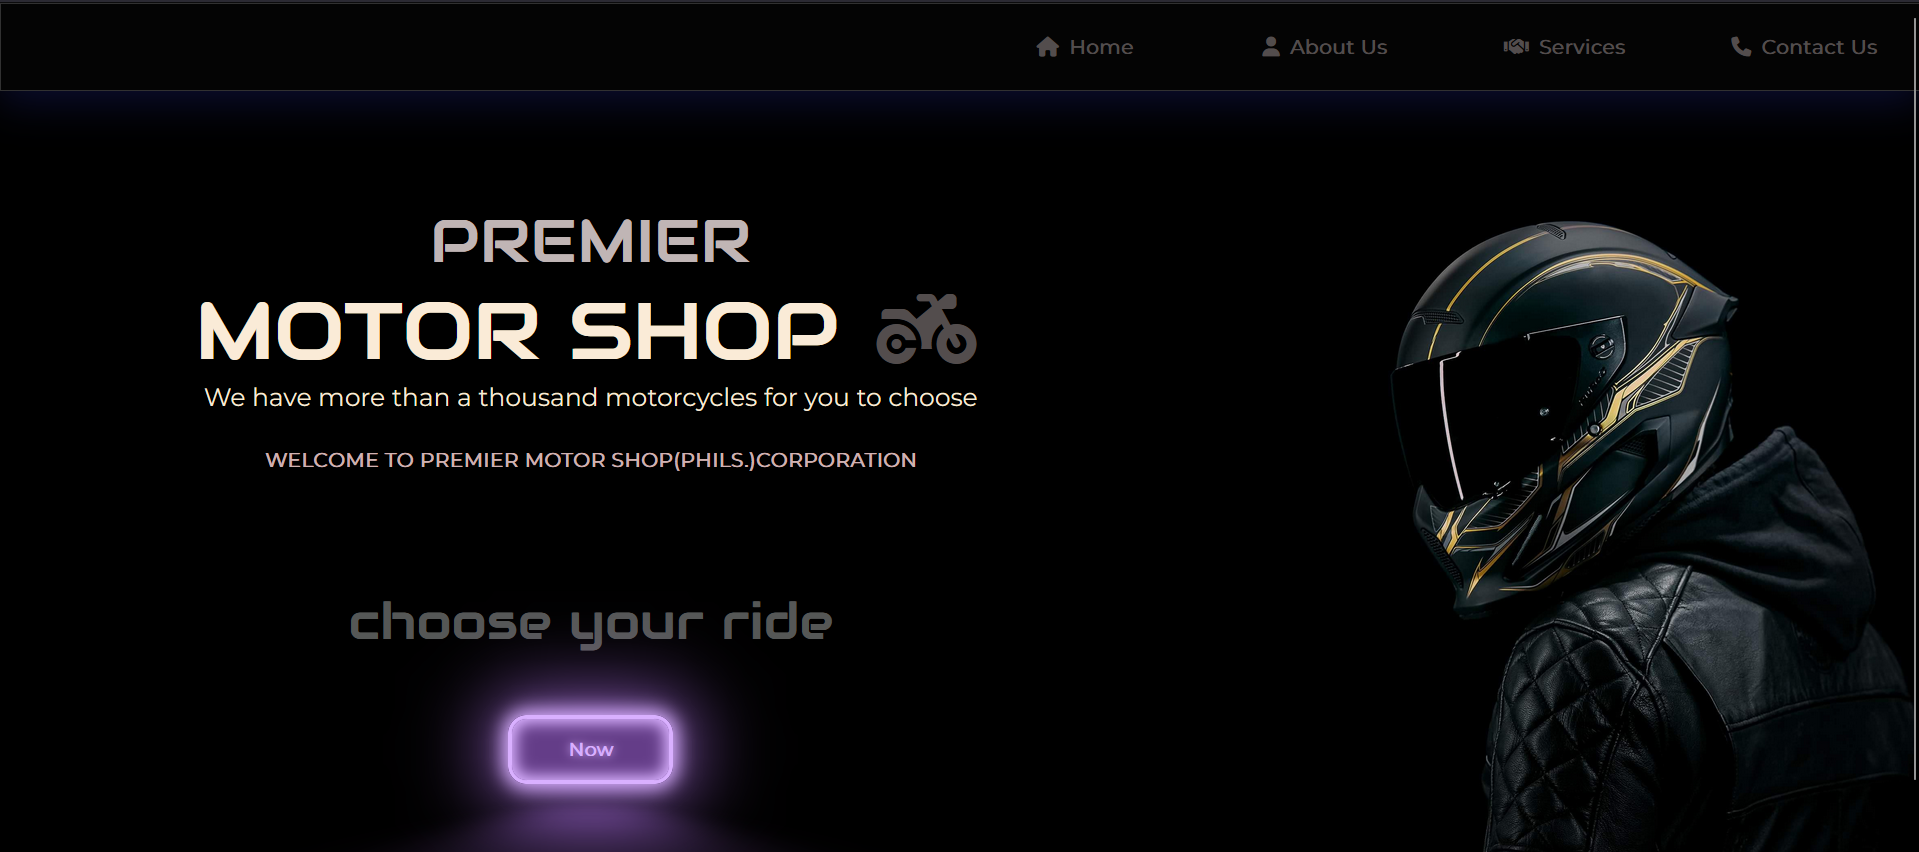 Home
About Us
Services
Contact Us
PREMIER
MOTOR SHOP
We have more than a thousand motorcycles for you to choose
WELCOME TO PREMIER MOTOR SHOP(PHILS.)CORPORATION
choose your ride
Now